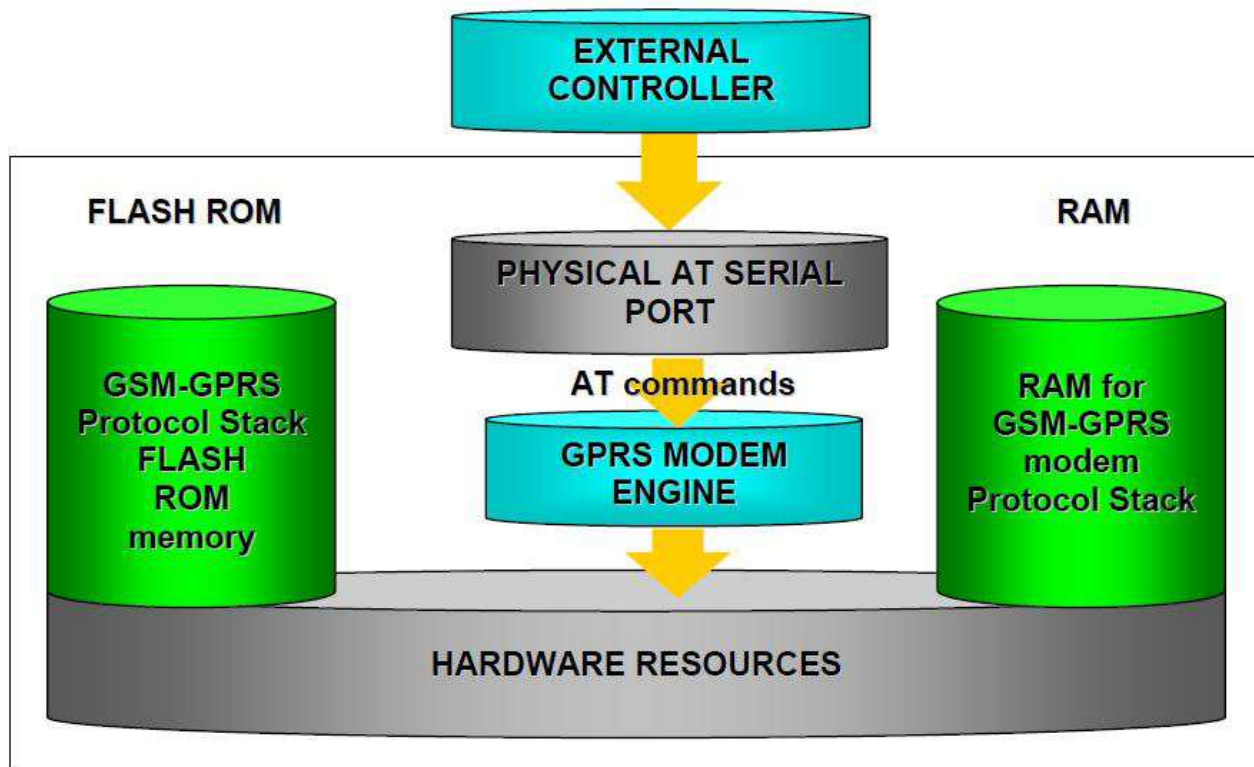 EXTERNAL
CONTROLLER
FLASH ROM
RAM
PHYSICAL AT SERIAL
PORT
AT commands
GSM-GPRS
Protocol Stack
FLASH
ROM
memory
GPRS MODEM
ENGINE
RAM for
GSM-GPRS
modem
Protocol Stack
HARDWARE RESOURCES